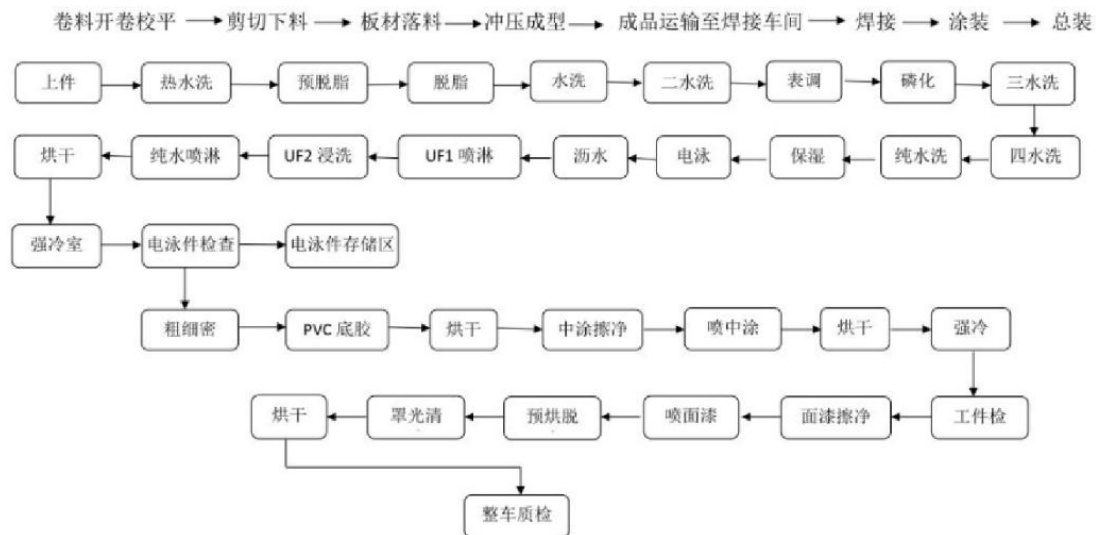 卷料开卷校平 剪切下料 板材落料 冲压成型 成品运输至焊接车间 焊接 涂装 总装
上件 热水洗 预脱脂 脱脂 水洗 二水洗 表调 磷化 三水洗
烘干 纯水喷淋 UF2 浸洗 UF1 喷淋 沥水 电泳 保湿 纯水洗 四水洗
强冷室 电泳件检查 电泳件存储区
粗细密 PVC 底胶 烘干 中涂擦净 喷中涂 烘干 强冷
烘干 罩光清 预烘脱 喷面漆 面漆擦净 工件检
整车质检